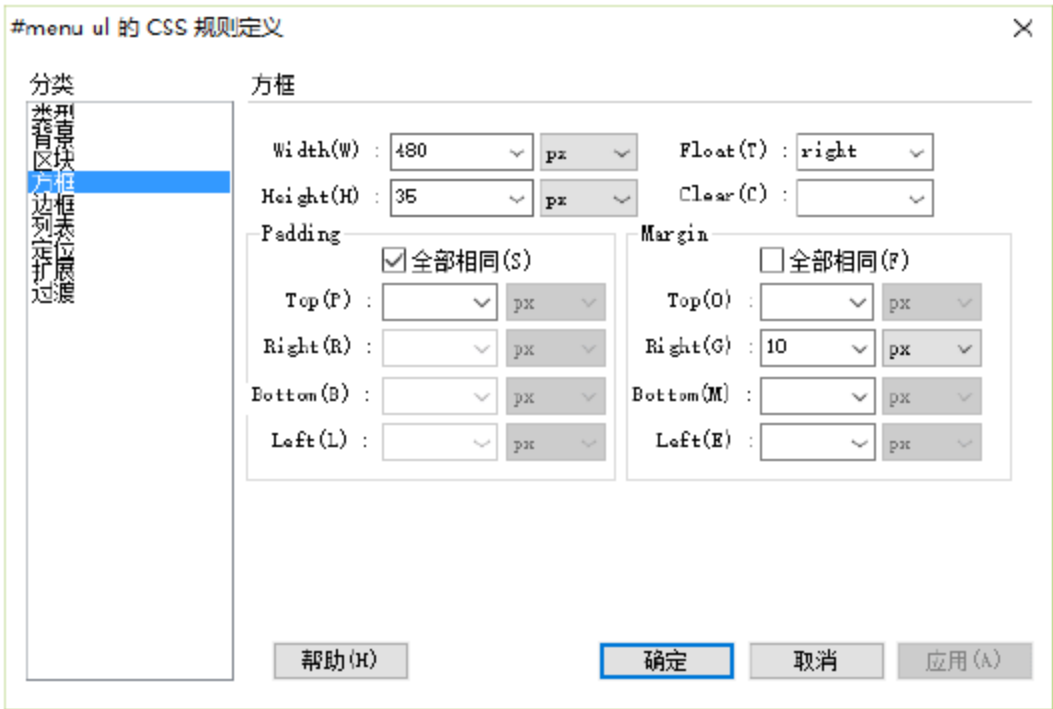 #menu ul 的 CSS 规则定义
分类
类型
背景
区块
方框
边框
列表
定位
扩展
过渡
方框
Width(W) : 480 px
Float(T) : right
Height(H) : 35 px
Clear(C) :
Padding
全部相同(S)
Top(P) : px
Right(R) : px
Bottom(B) : px
Left(L) : px
Margin
全部相同(F)
Top(O) : px
Right(G) : 10 px
Bottom(M) : px
Left(E) : px
帮助(H)
确定
取消
应用(A)